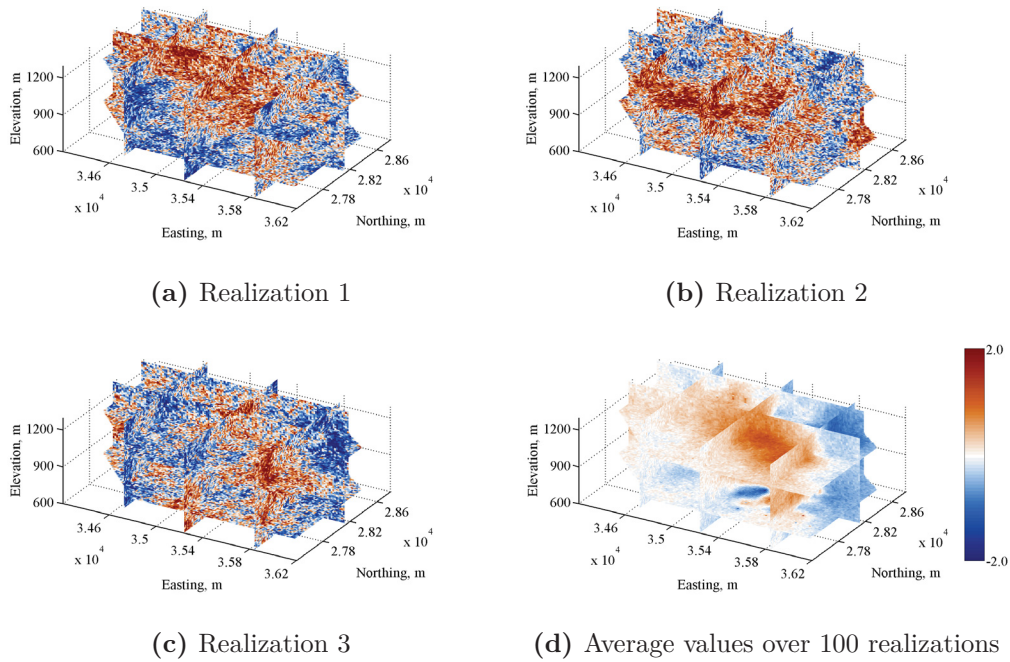 1200
900
600
Elevation, m
3.46
3.5
3.54
3.58
3.62
x 10^4
Easting, m
2.78
2.82
2.86
x 10^4
Northing, m
(a) Realization 1
1200
900
600
Elevation, m
3.46
3.5
3.54
3.58
3.62
x 10^4
Easting, m
2.78
2.82
2.86
x 10^4
Northing, m
(b) Realization 2
1200
900
600
Elevation, m
3.46
3.5
3.54
3.58
3.62
x 10^4
Easting, m
2.78
2.82
2.86
x 10^4
Northing, m
(c) Realization 3
1200
900
600
Elevation, m
3.46
3.5
3.54
3.58
3.62
x 10^4
Easting, m
2.78
2.82
2.86
x 10^4
Northing, m
2.0
-2.0
(d) Average values over 100 realizations